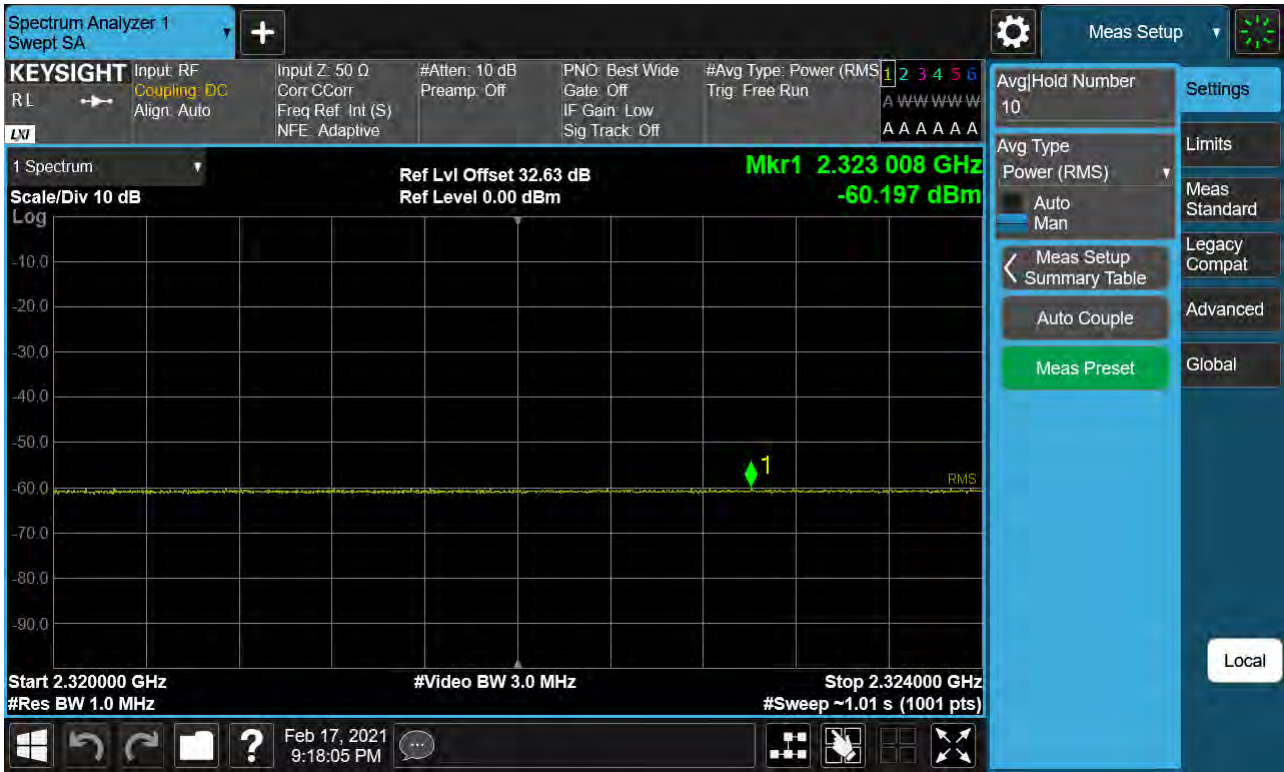 Spectrum Analyzer 1
Swept SA
Meas Setup
KEYSIGHT
RL
LXI
Input: RF
Coupling: DC
Align: Auto
Input Z: 50 Ω
Corr CCorr
Freq Ref: Int (S)
NFE: Adaptive
#Atten: 10 dB
Preamp: Off
PNO: Best Wide
Gate: Off
IF Gain: Low
Sig Track: Off
#Avg Type: Power (RMS
Trig: Free Run
1 2 3 4 5 6
A W W W W W
A A A A A A
1 Spectrum
Scale/Div 10 dB
Log
Ref Lvl Offset 32.63 dB
Ref Level 0.00 dBm
Mkr1 2.323 008 GHz
-60.197 dBm
-10.0
-20.0
-30.0
-40.0
-50.0
1
RMS
-60.0
-70.0
-80.0
-90.0
Start 2.320000 GHz
#Res BW 1.0 MHz
#Video BW 3.0 MHz
Stop 2.324000 GHz
#Sweep ~1.01 s (1001 pts)
Avg|Hold Number
10
Avg Type
Power (RMS)
Auto
Man
Meas Setup
Summary Table
Auto Couple
Meas Preset
Settings
Limits
Meas
Standard
Legacy
Compat
Advanced
Global
Local
?
Feb 17, 2021
9:18:05 PM